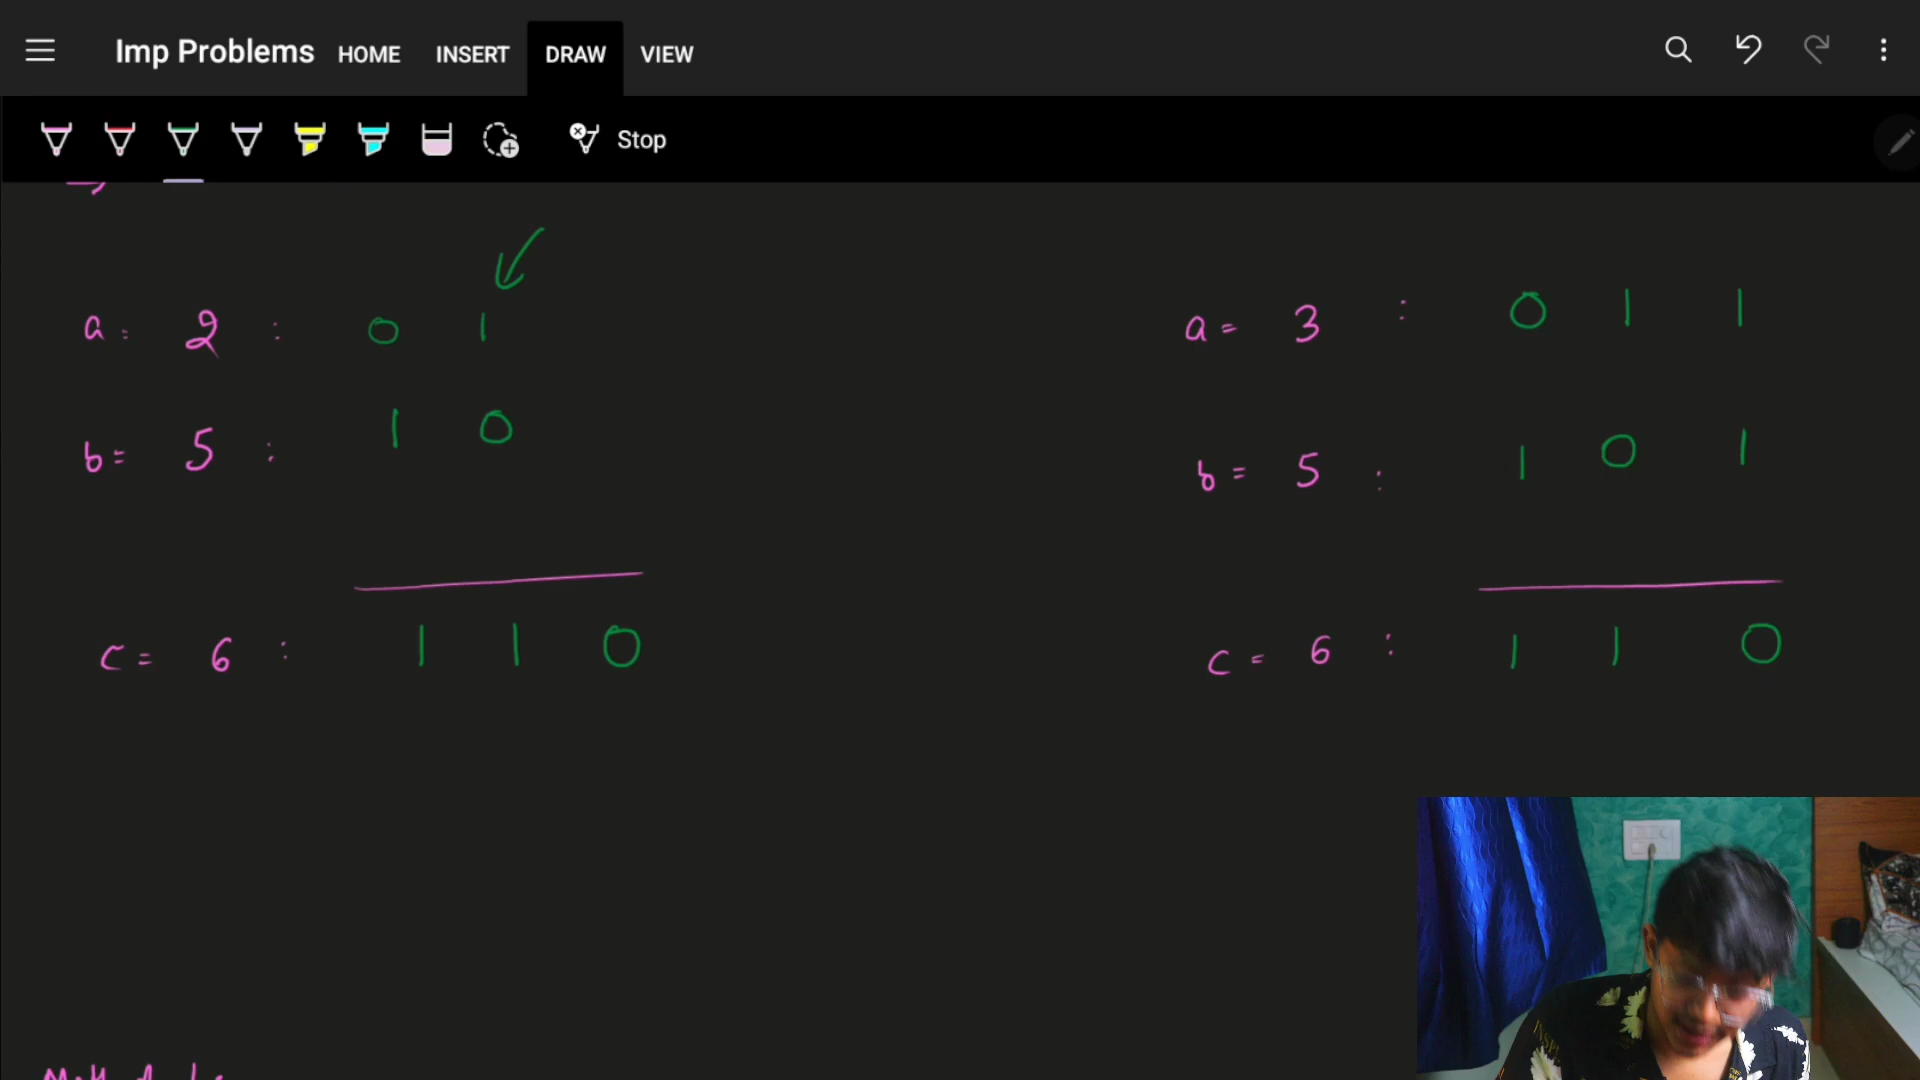 Imp Problems HOME INSERT DRAW VIEW
Stop
a = 2 : 0 1
b = 5 : 1 0
c = 6 : 1 1 0
a = 3 : 0 1 1
b = 5 : 1 0 1
c = 6 : 1 1 0